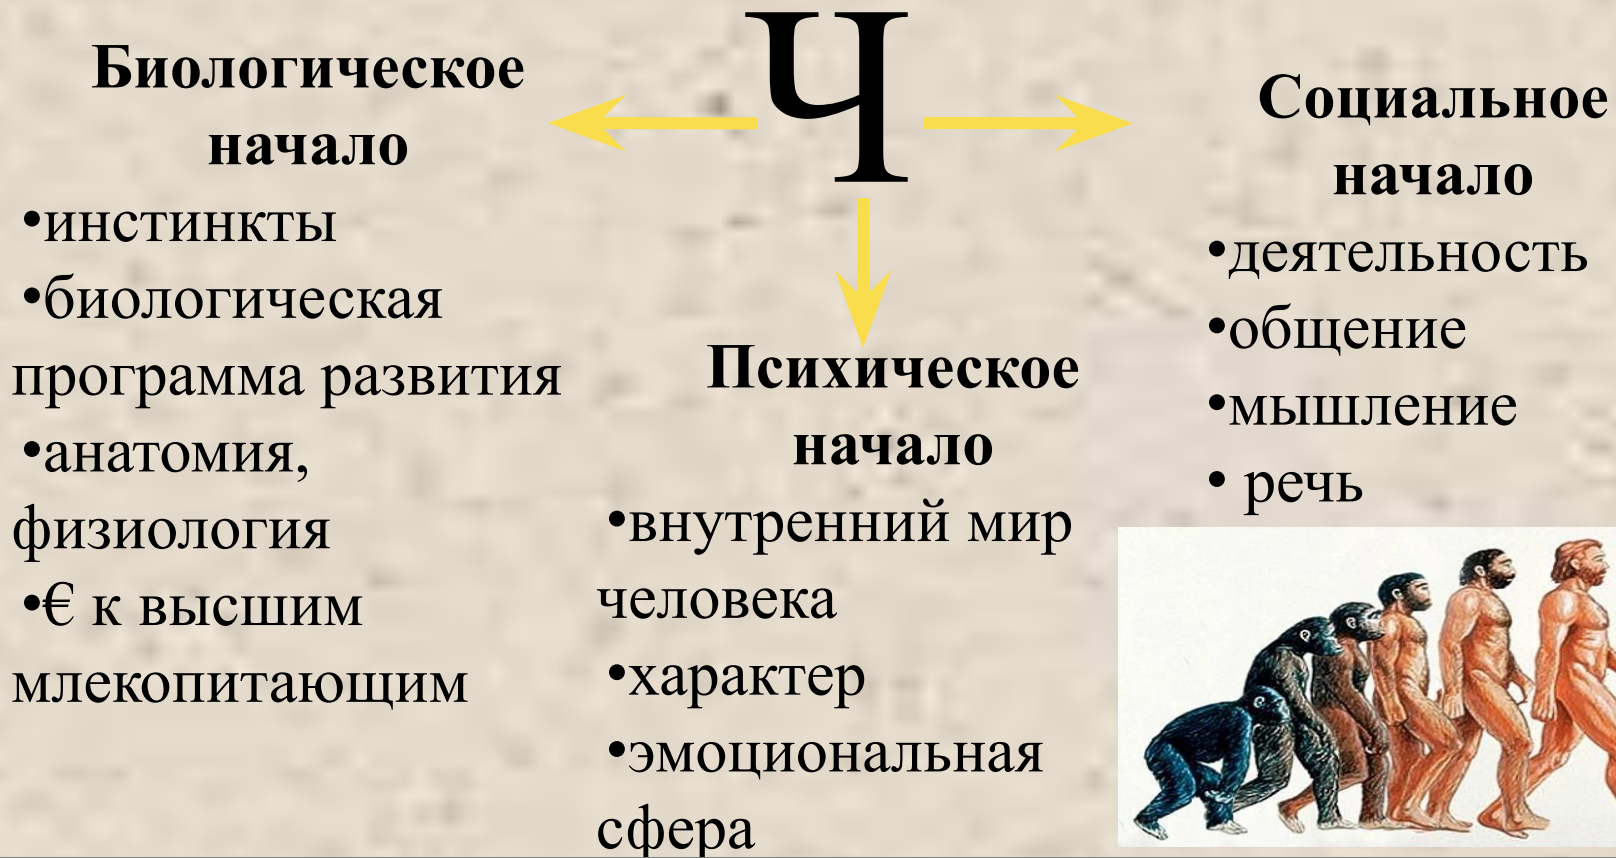 Ч
Биологическое
начало
•инстинкты
•биологическая
программа развития
•анатомия,
физиология
•€ к высшим
млекопитающим
Психическое
начало
•внутренний мир
человека
•характер
•эмоциональная
сфера
Социальное
начало
•деятельность
•общение
•мышление
• речь